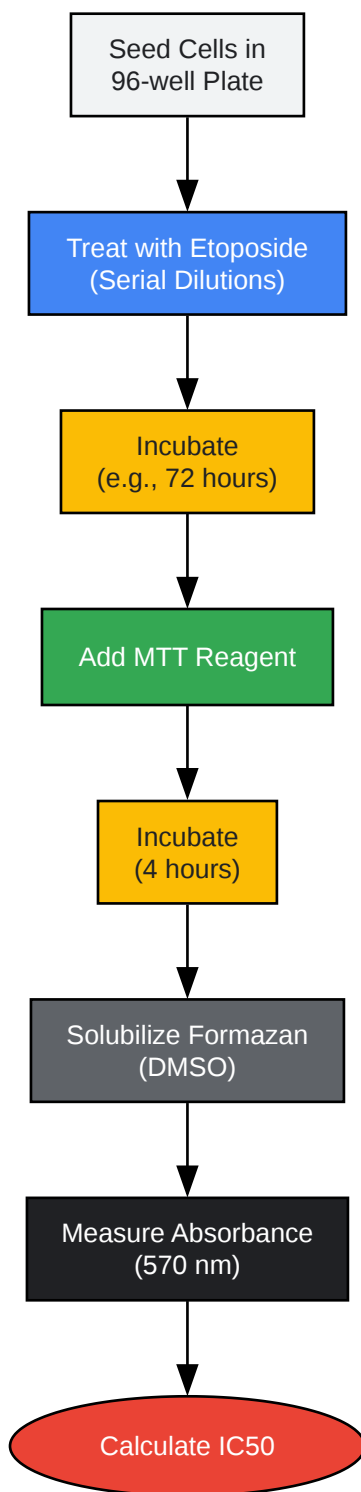 Seed Cells in
96-well Plate
Treat with Etoposide
(Serial Dilutions)
Incubate
(e.g., 72 hours)
Add MTT Reagent
Incubate
(4 hours)
Solubilize Formazan
(DMSO)
Measure Absorbance
(570 nm)
Calculate IC50